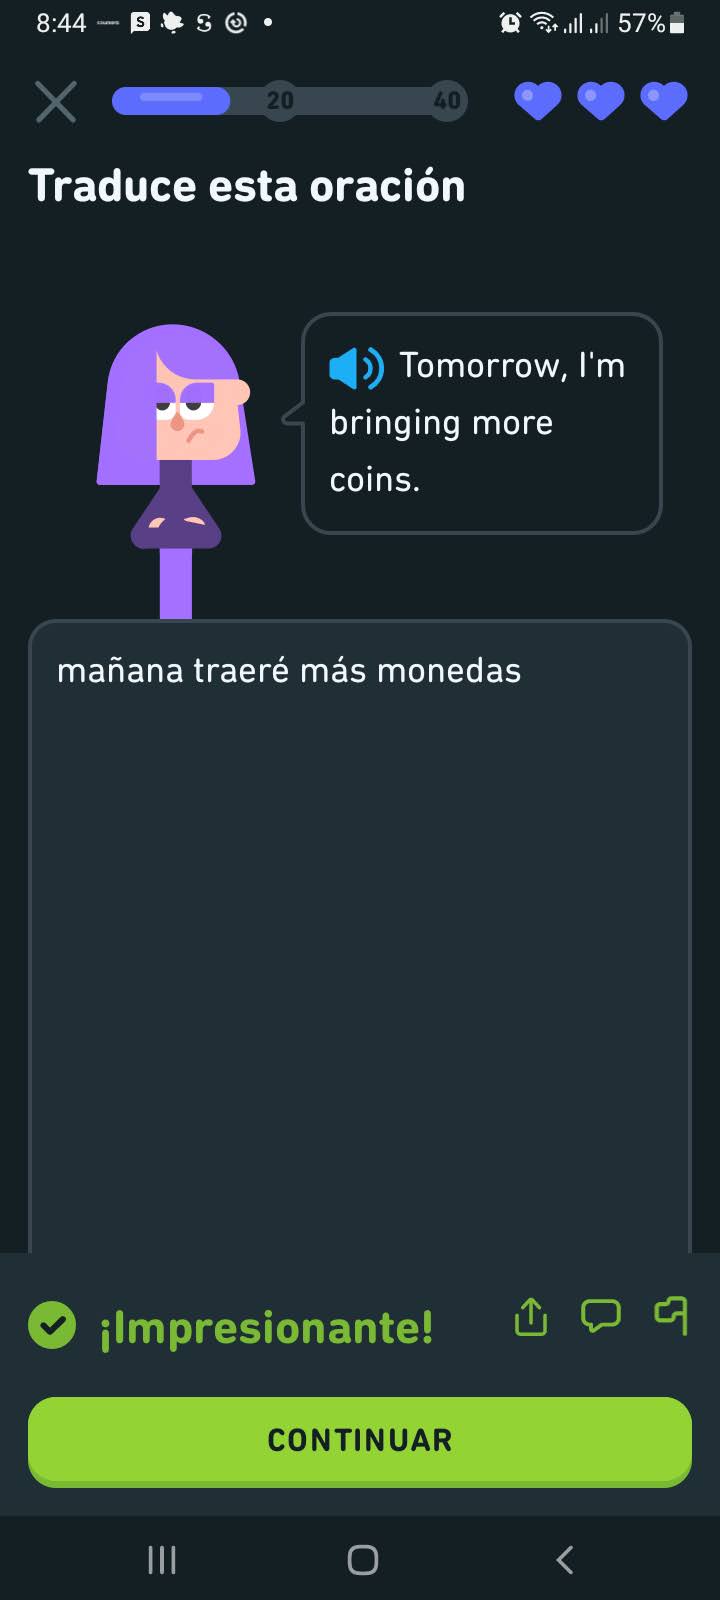 8:44
S
57%
20
40
Traduce esta oración
Tomorrow, I'm
bringing more
coins.
mañana traeré más monedas
¡Impresionante!
CONTINUAR